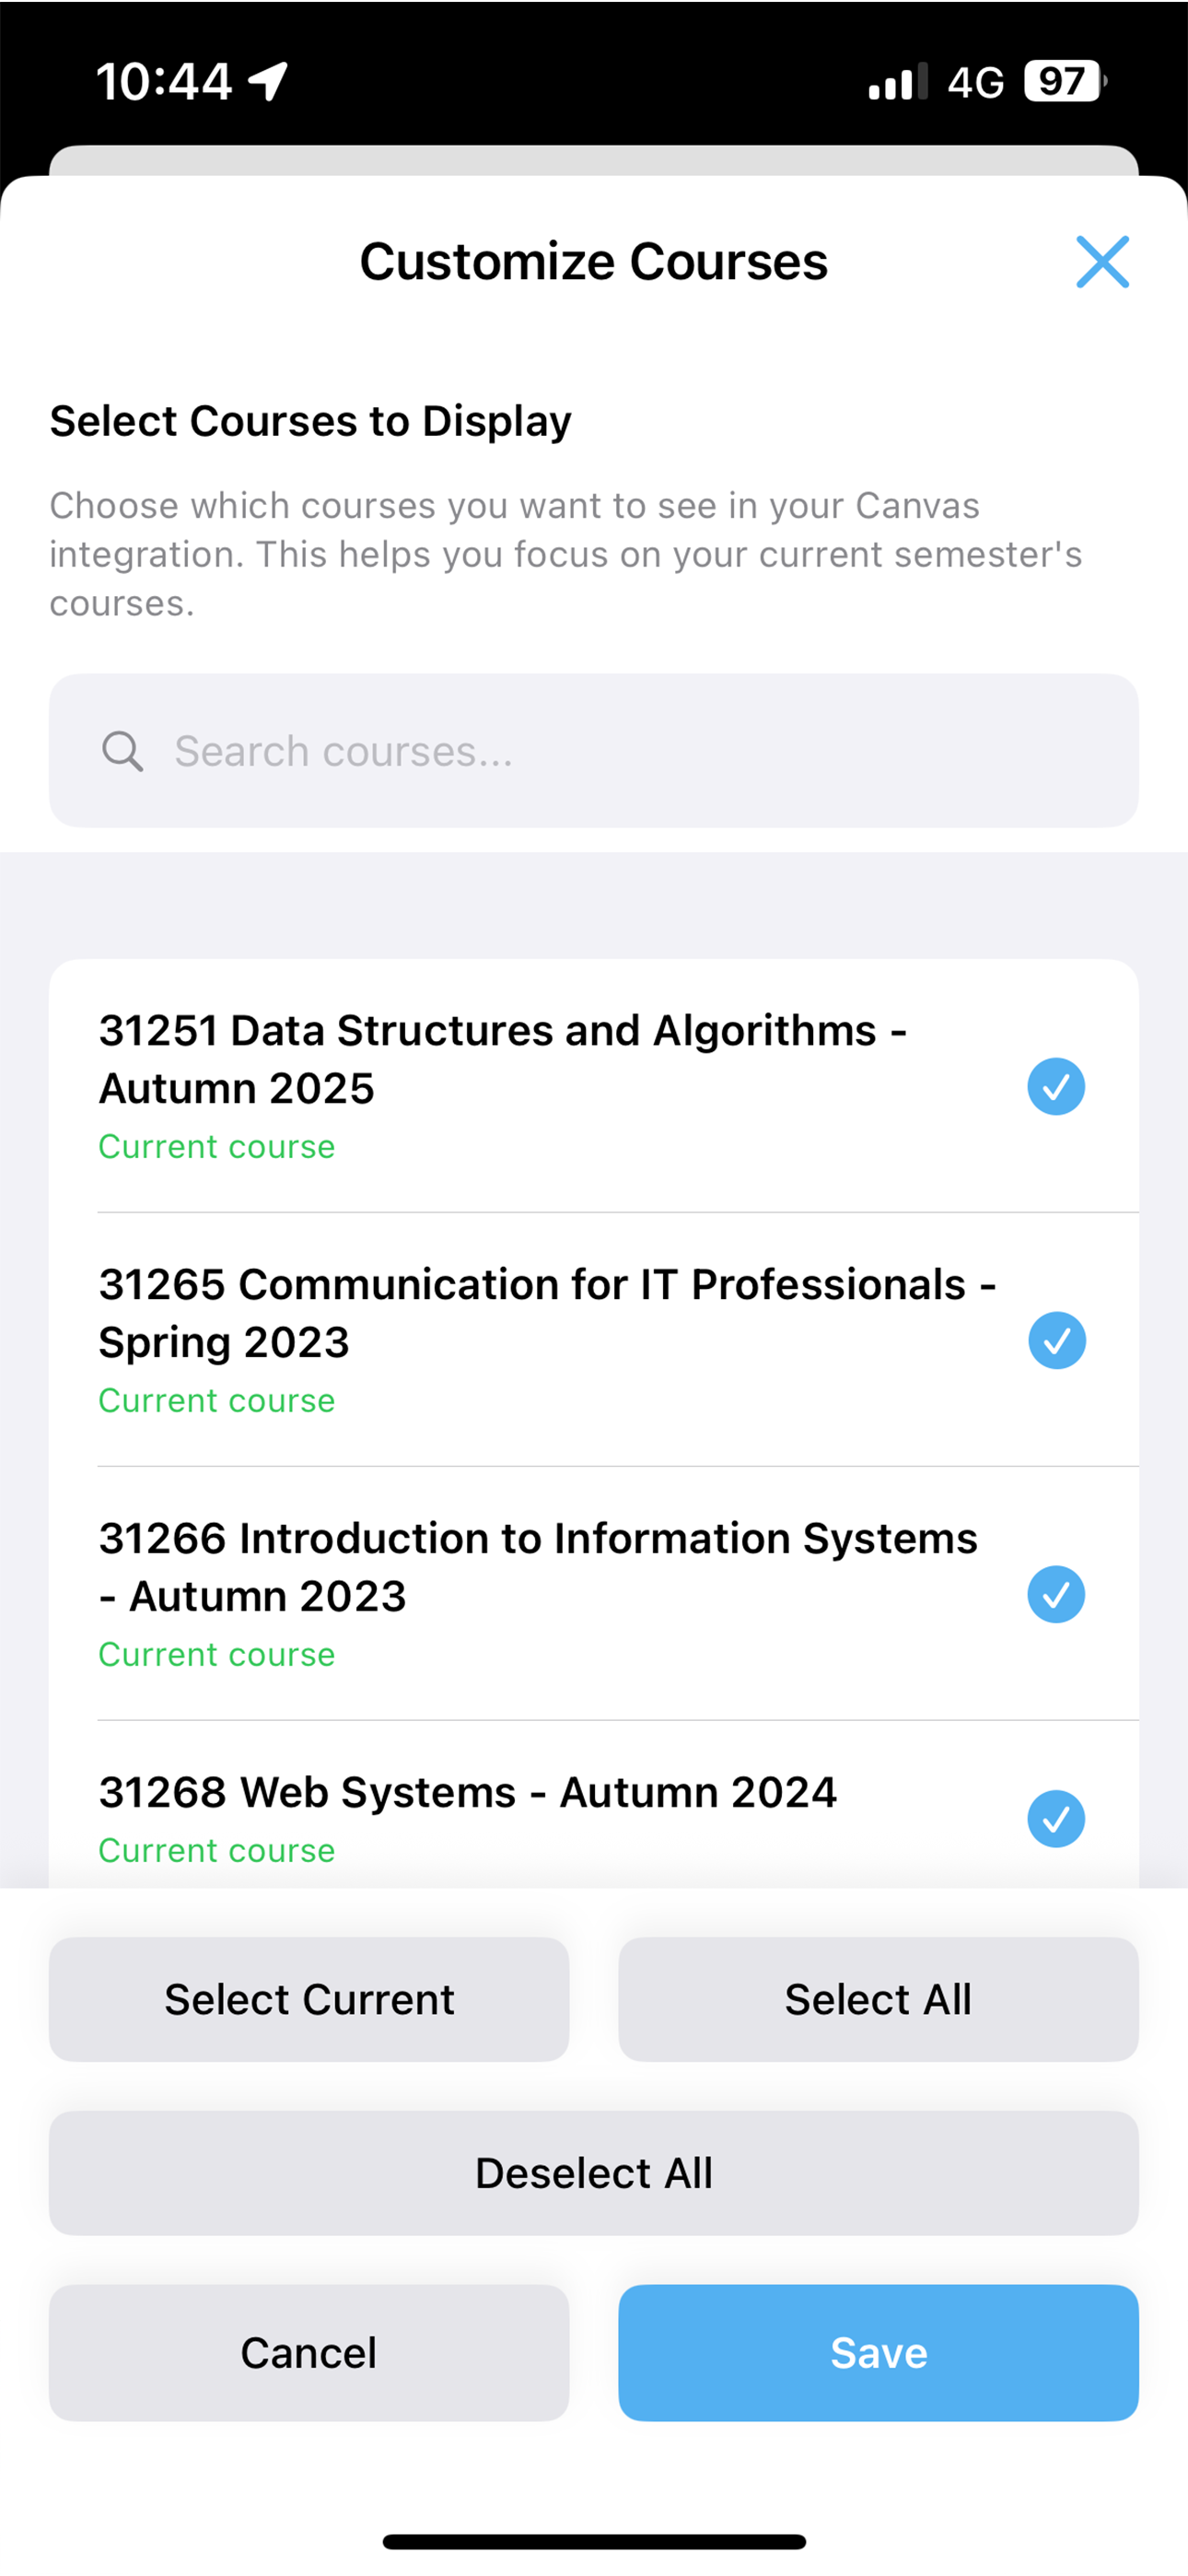 10:44
4G 97
Customize Courses
Select Courses to Display
Choose which courses you want to see in your Canvas
integration. This helps you focus on your current semester's
courses.
Search courses...
31251 Data Structures and Algorithms -
Autumn 2025
Current course
31265 Communication for IT Professionals -
Spring 2023
Current course
31266 Introduction to Information Systems
- Autumn 2023
Current course
31268 Web Systems - Autumn 2024
Current course
Select Current
Select All
Deselect All
Cancel
Save